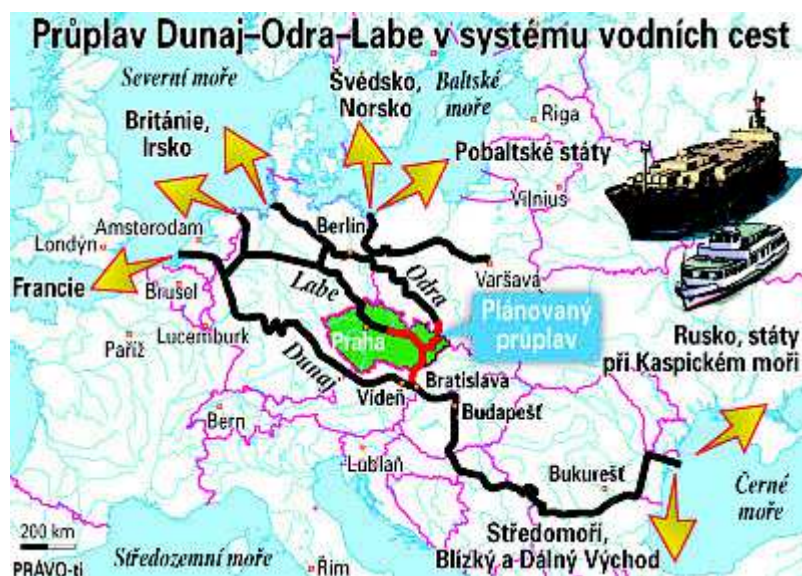 Průplav Dunaj–Odra–Labe v systému vodních cest
Severní moře
Švédsko,
Norsko
Baltské
moře
Riga
Británie,
Irsko
Pobaltské státy
Vilnius
Amsterodam
Berlín
Londýn
Varšava
Francie
Brusel
Labe
Odra
Plánovaný
průplav
Praha
Lucemburk
Paříž
Dunaj
Rusko, státy
při Kaspickém moři
Vídeň
Bratislava
Budapešť
Bern
Lublaň
Bukurešť
Černé
moře
200 km
Středomoří,
Blízký a Dálný Východ
Středozemní moře
Řím
PRÁVO-ti